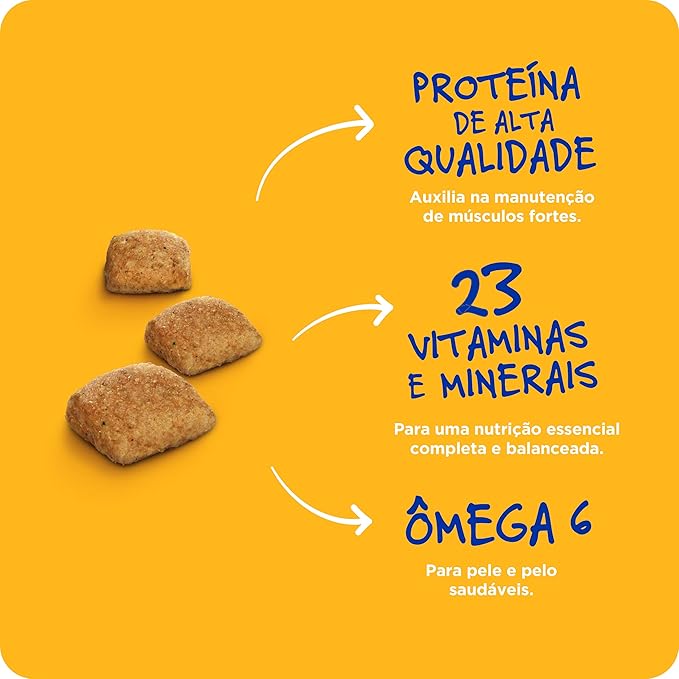 PROTEÍNA
DE ALTA
QUALIDADE
Auxilia na manutenção
de músculos fortes.
23
VITAMINAS
E MINERAIS
Para uma nutrição essencial
completa e balanceada.
ÔMEGA 6
Para pele e pelo
saudáveis.